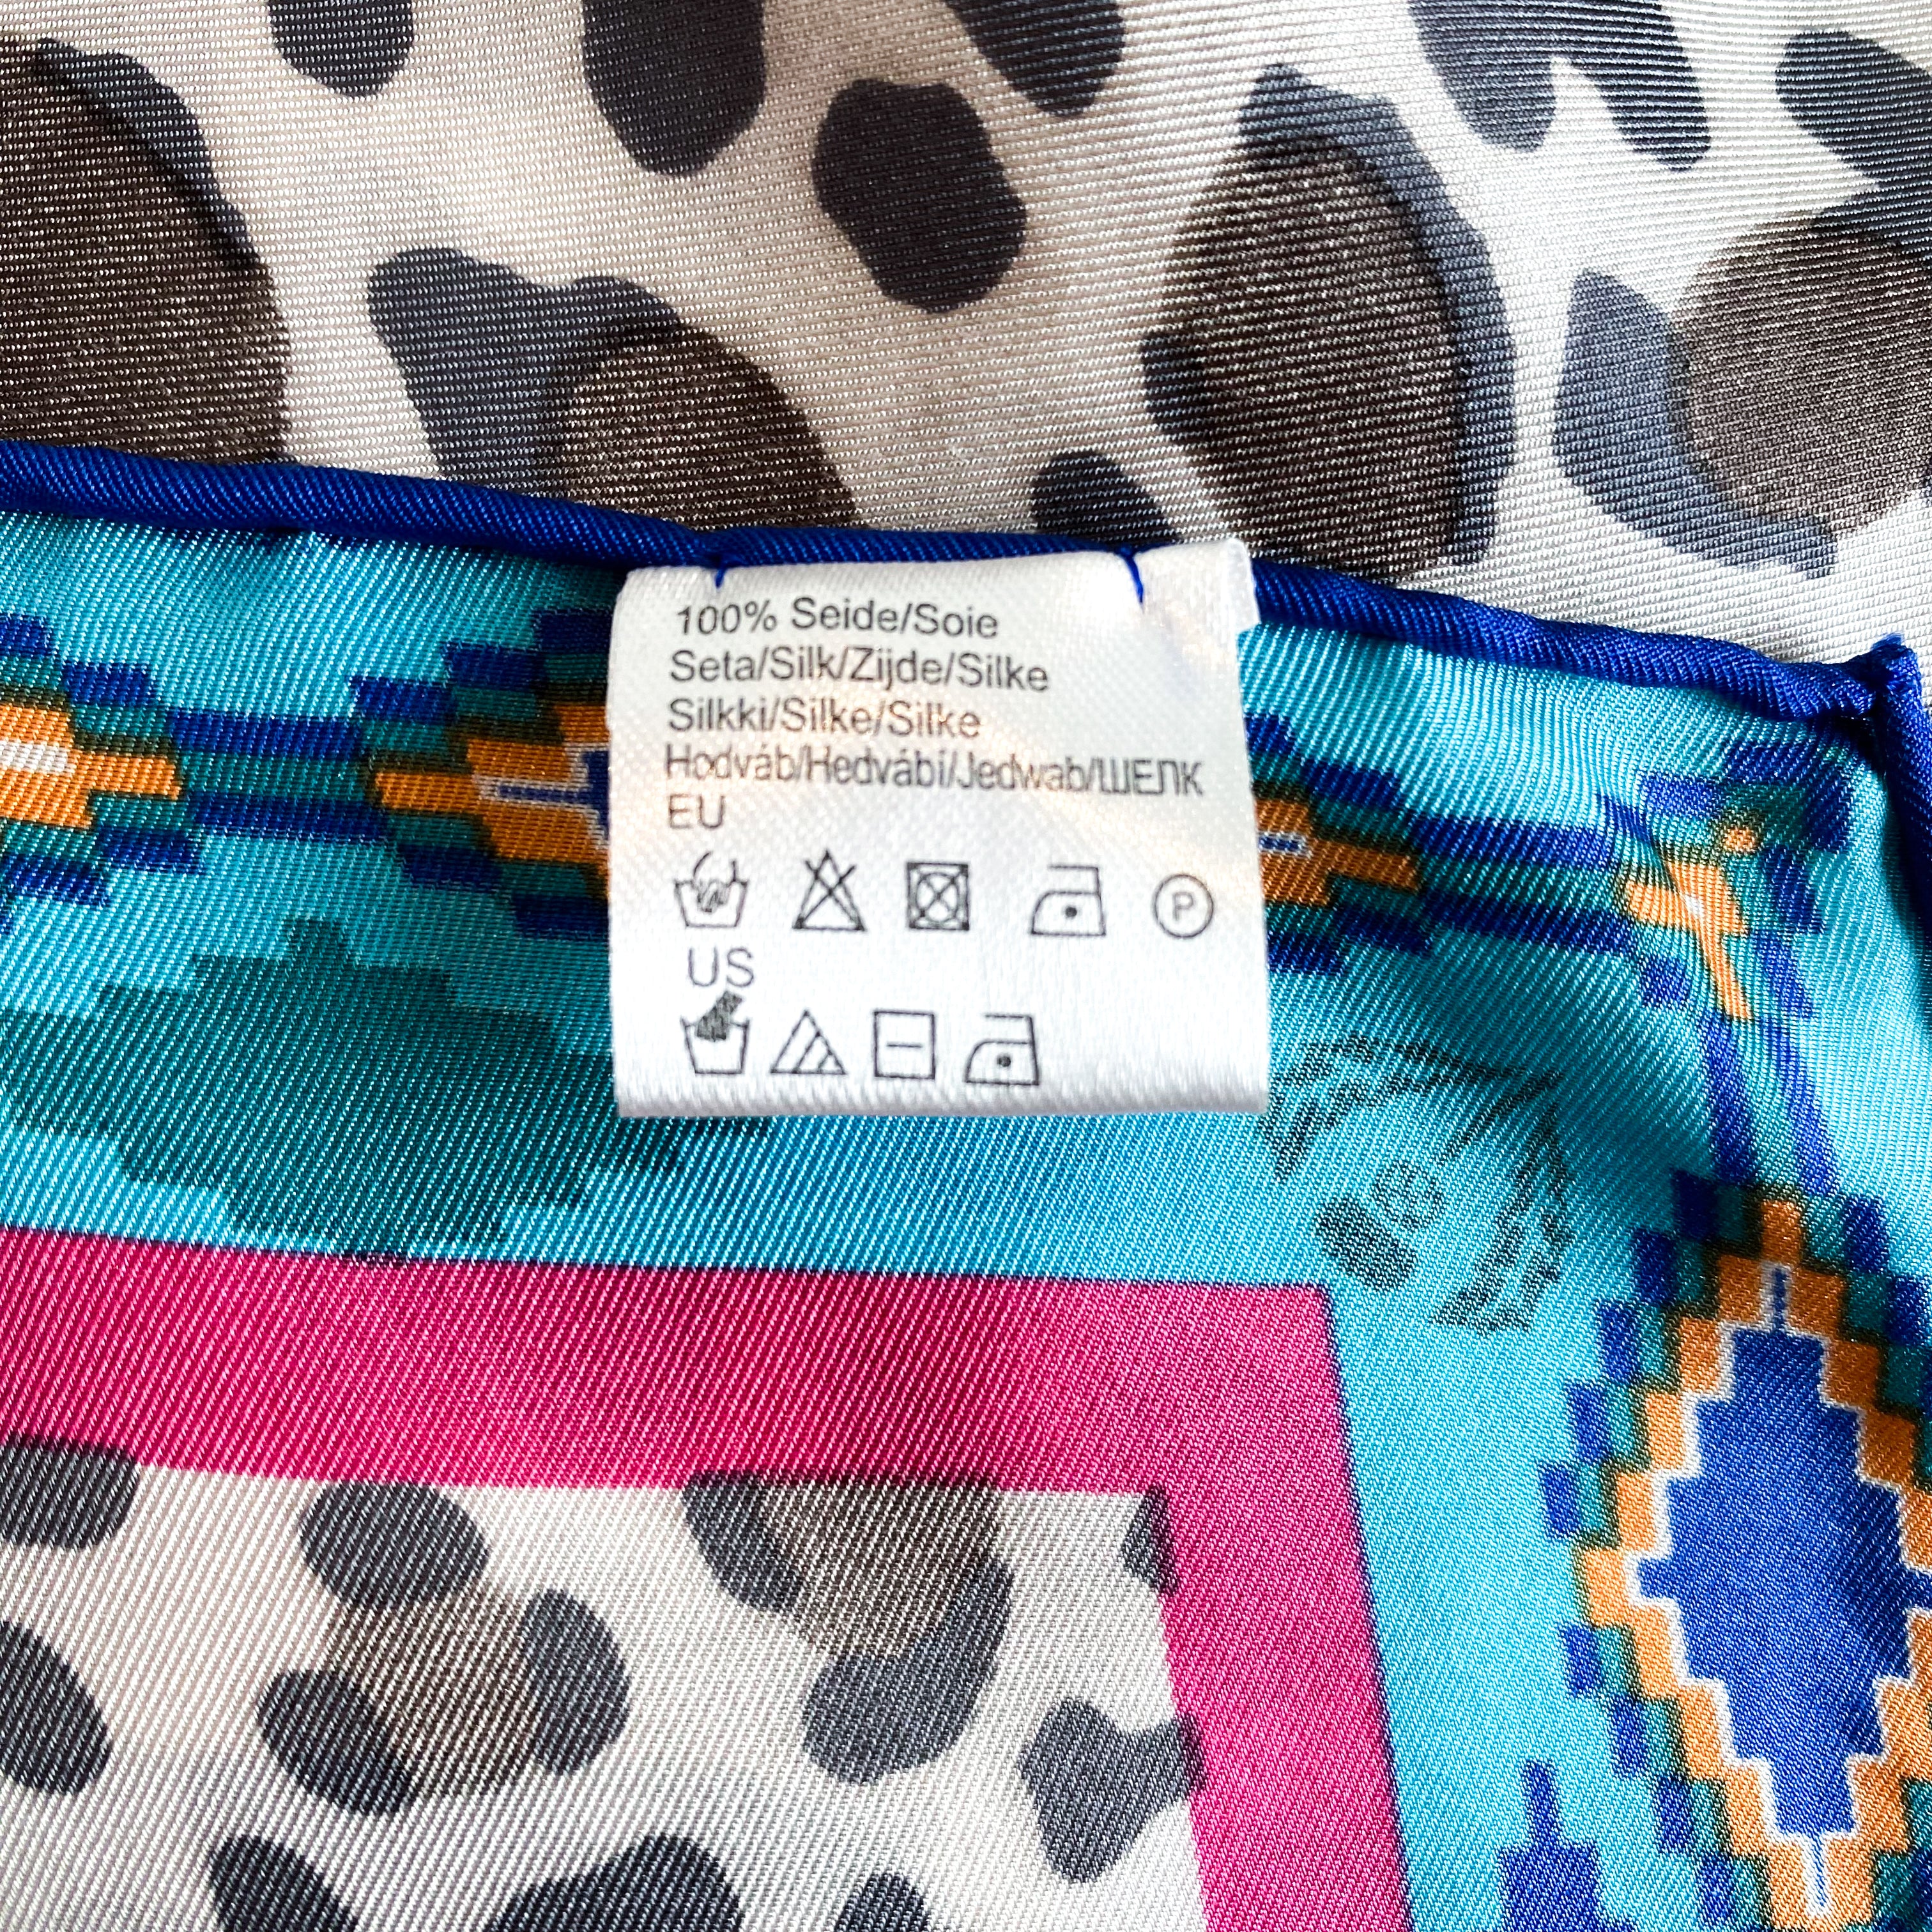 100% Seide/Soie
Seta/Silk/Zijde/Silke
Silkki/Silke/Silke
Hodváb/Hedvábí/Jedwab/ШЕЛК
EU
P
US